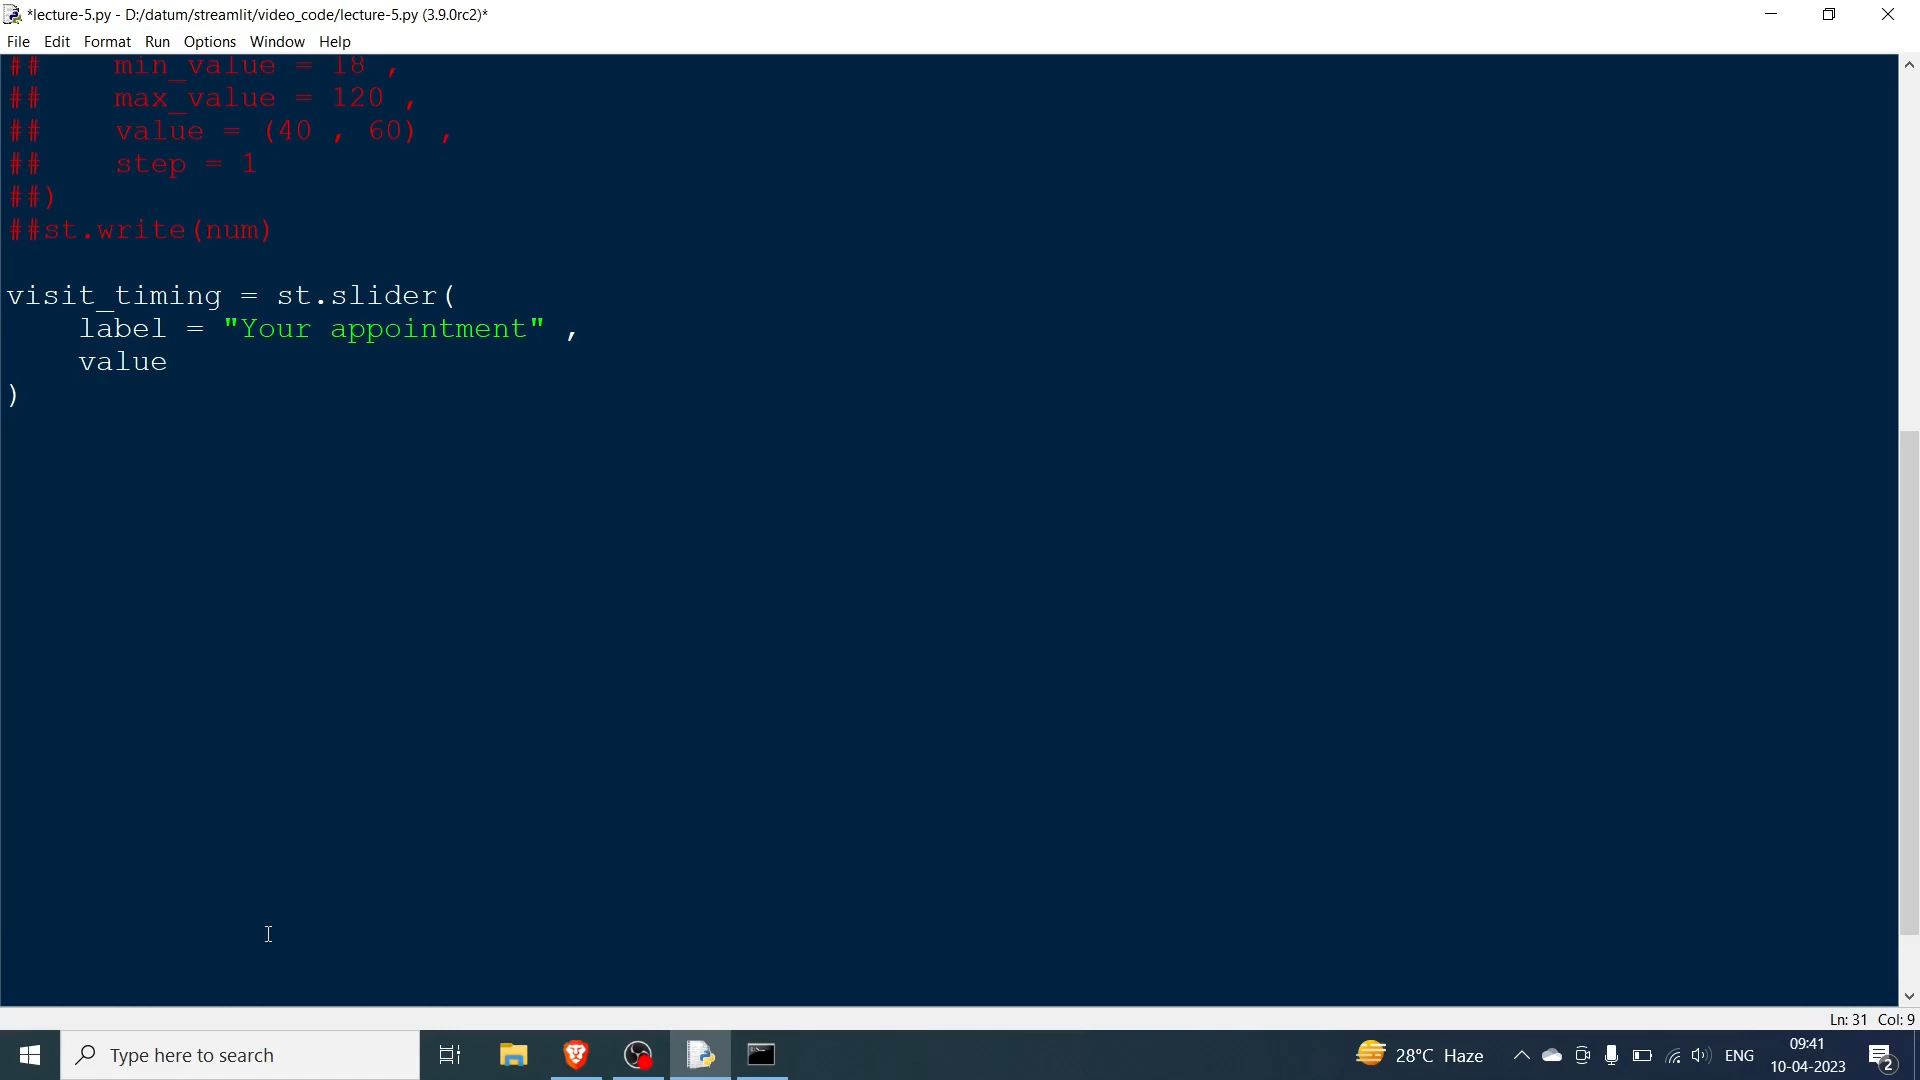 *lecture-5.py - D:/datum/streamlit/video_code/lecture-5.py (3.9.0rc2)*
File Edit Format Run Options Window Help
##    min_value = 18 ,
##    max_value = 120 ,
##    value = (40 , 60) ,
##    step = 1
##)
##st.write(num)
visit_timing = st.slider(
    label = "Your appointment" ,
    value
)
Ln: 31 Col: 9
Type here to search
28°C Haze
ENG
09:41
10-04-2023
2